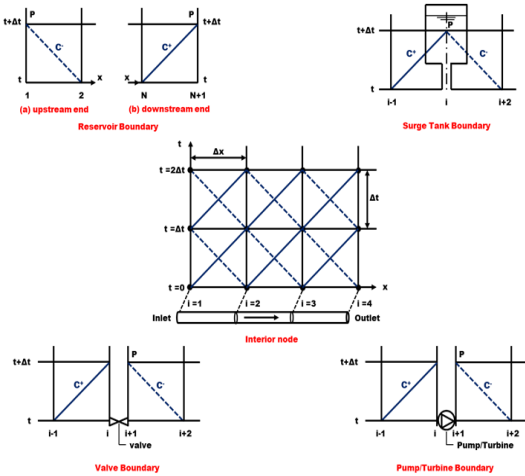 P
t+Δt
C-
t
x
1
2
(a) upstream end
P
t+Δt
C+
t
x
N
N+1
(b) downstream end
Reservoir Boundary
t+Δt
P
C+
C-
t
i-1
i
i+2
Surge Tank Boundary
t
Δx
t =2Δt
Δt
t =Δt
t =0
x
i =1
i =2
i =3
i =4
Inlet
Outlet
Interior node
P
t+Δt
C+
C-
t
i-1
i
i+1
i+2
valve
Valve Boundary
P
t+Δt
C+
C-
t
i-1
i
i+1
i+2
Pump/Turbine
Pump/Turbine Boundary